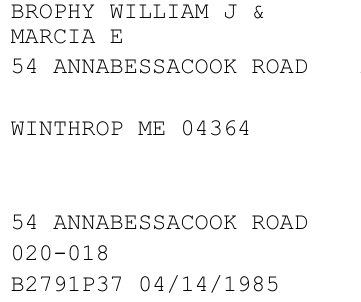 BROPHY WILLIAM J &
MARCIA E
54 ANNABESSACOOK ROAD
WINTHROP ME 04364
54 ANNABESSACOOK ROAD
020-018
B2791P37 04/14/1985